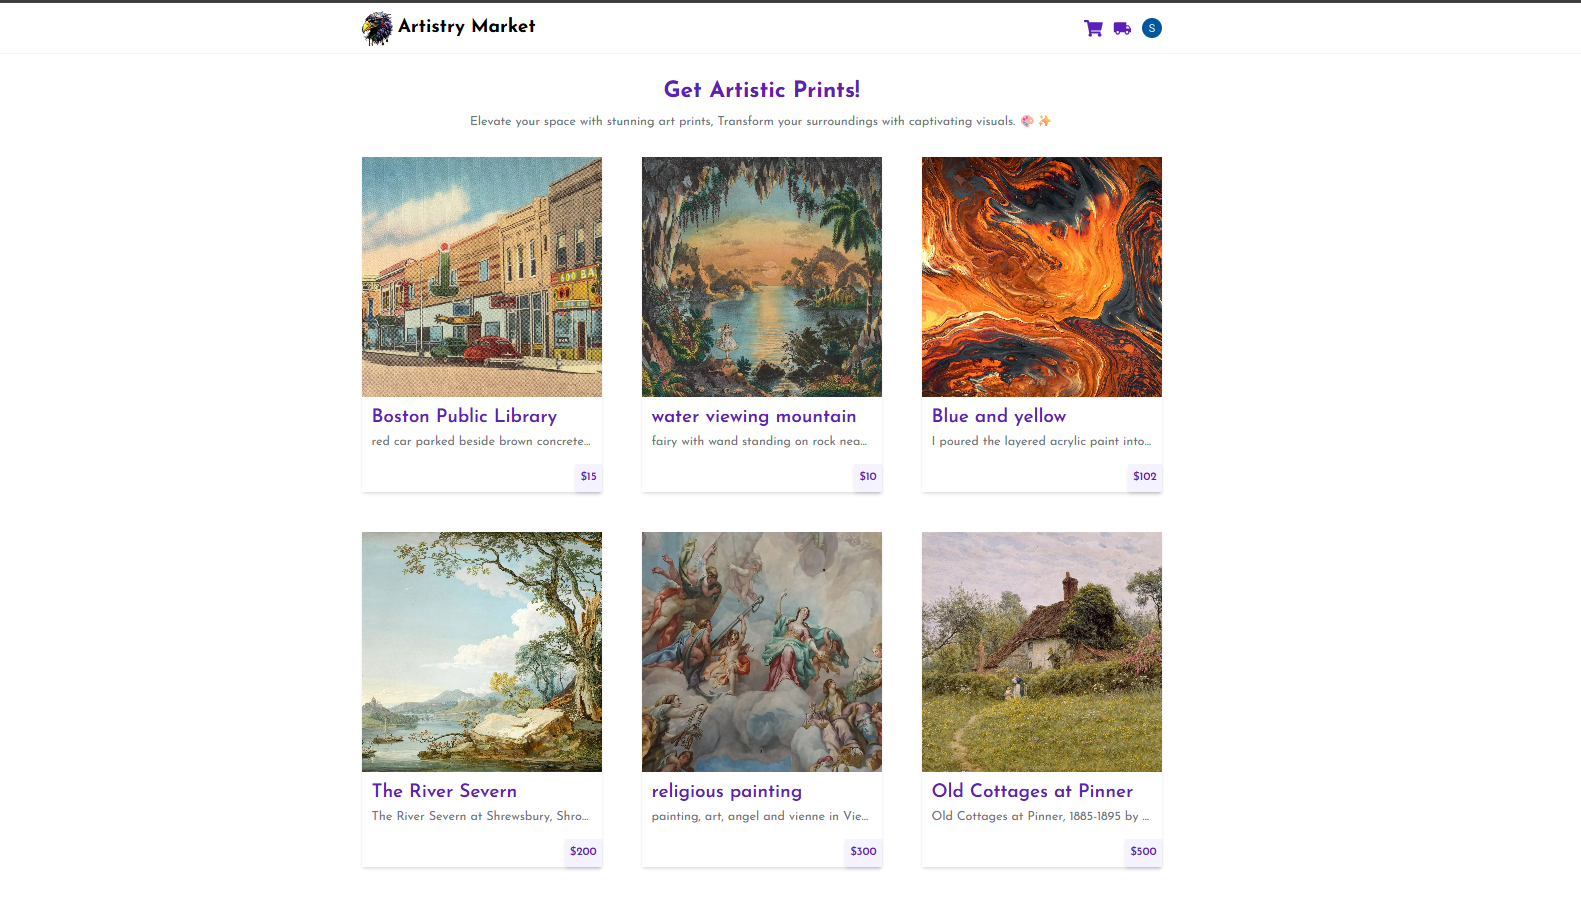 Artistry Market
S
Get Artistic Prints!
Elevate your space with stunning art prints, Transform your surroundings with captivating visuals. 🎨 ✨
600 BA
BAR
Boston Public Library
red car parked beside brown concrete...
$15
water viewing mountain
fairy with wand standing on rock nea...
$10
Blue and yellow
I poured the layered acrylic paint into...
$102
The River Severn
The River Severn at Shrewsbury, Shro...
$200
religious painting
painting, art, angel and vienne in Vie...
$300
Old Cottages at Pinner
Old Cottages at Pinner, 1885-1895 by ...
$500